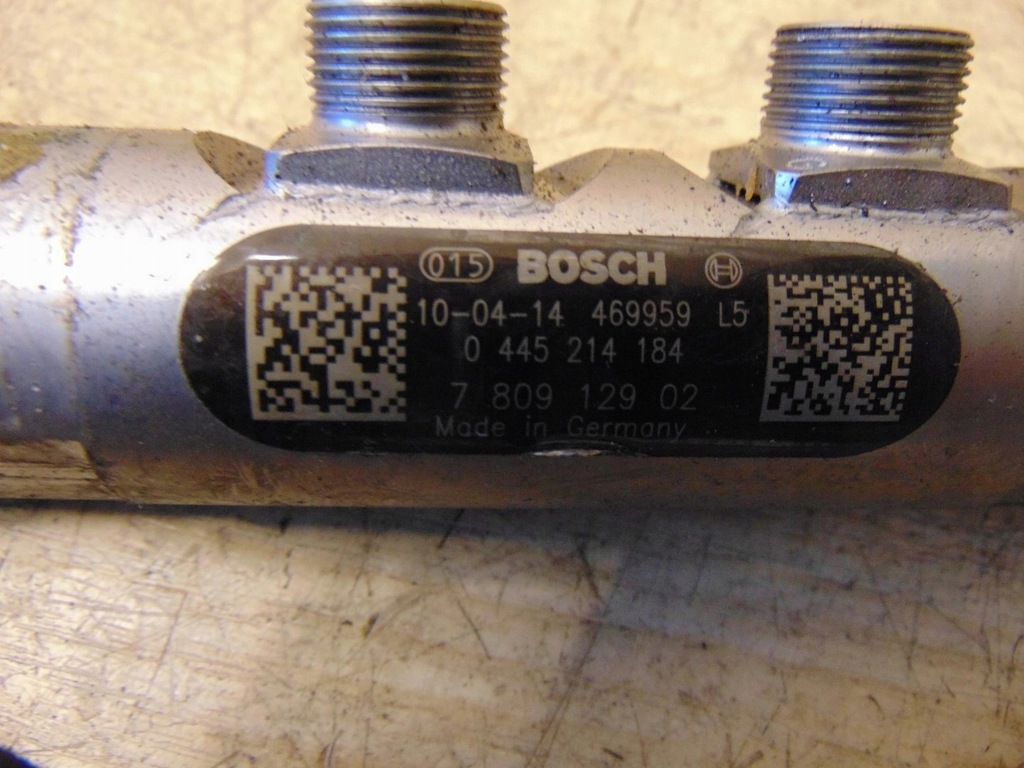 015 BOSCH
10-04-14 469959 L5
0 445 214 184
7 809 129 02
Made in Germany